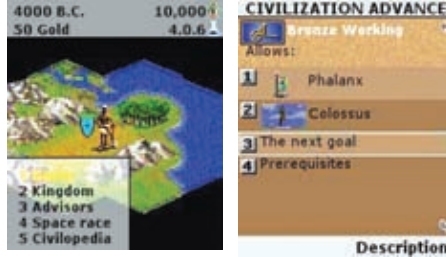 4000 B.C. 10,000
50 Gold 4.0.6
2 Kingdom
3 Advisors
4 Space race
5 Civilopedia
CIVILIZATION ADVANCE
Bronze Working
Allows:
1 Phalanx
2 Colossus
3 The next goal
4 Prerequisites
Description